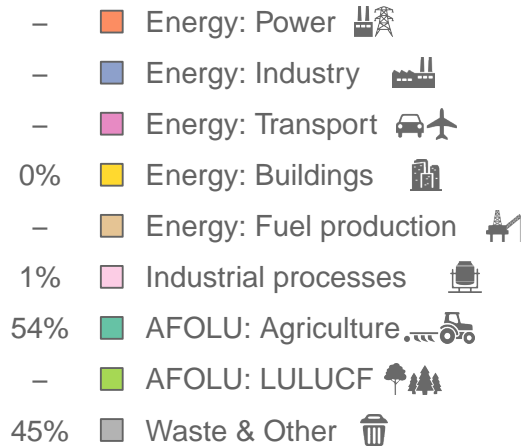 – Energy: Power
– Energy: Industry
– Energy: Transport
0% Energy: Buildings
– Energy: Fuel production
1% Industrial processes
54% AFOLU: Agriculture
– AFOLU: LULUCF
45% Waste & Other